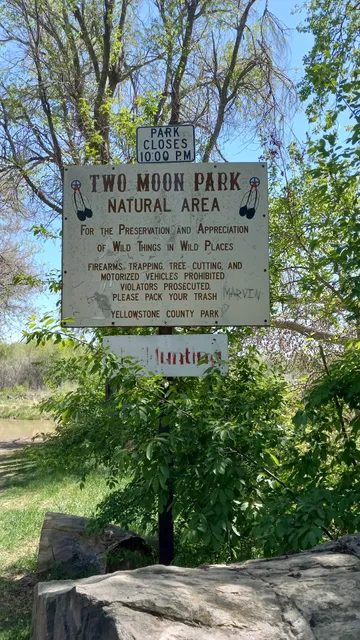 PARK
CLOSES
10:00 PM
TWO MOON PARK
NATURAL AREA
FOR THE PRESERVATION AND APPRECIATION
OF WILD THINGS IN WILD PLACES
FIREARMS, TRAPPING, TREE CUTTING, AND
MOTORIZED VEHICLES PROHIBITED
VIOLATORS PROSECUTED.
PLEASE PACK YOUR TRASH
MARVIN
YELLOWSTONE COUNTY PARK
Hunting